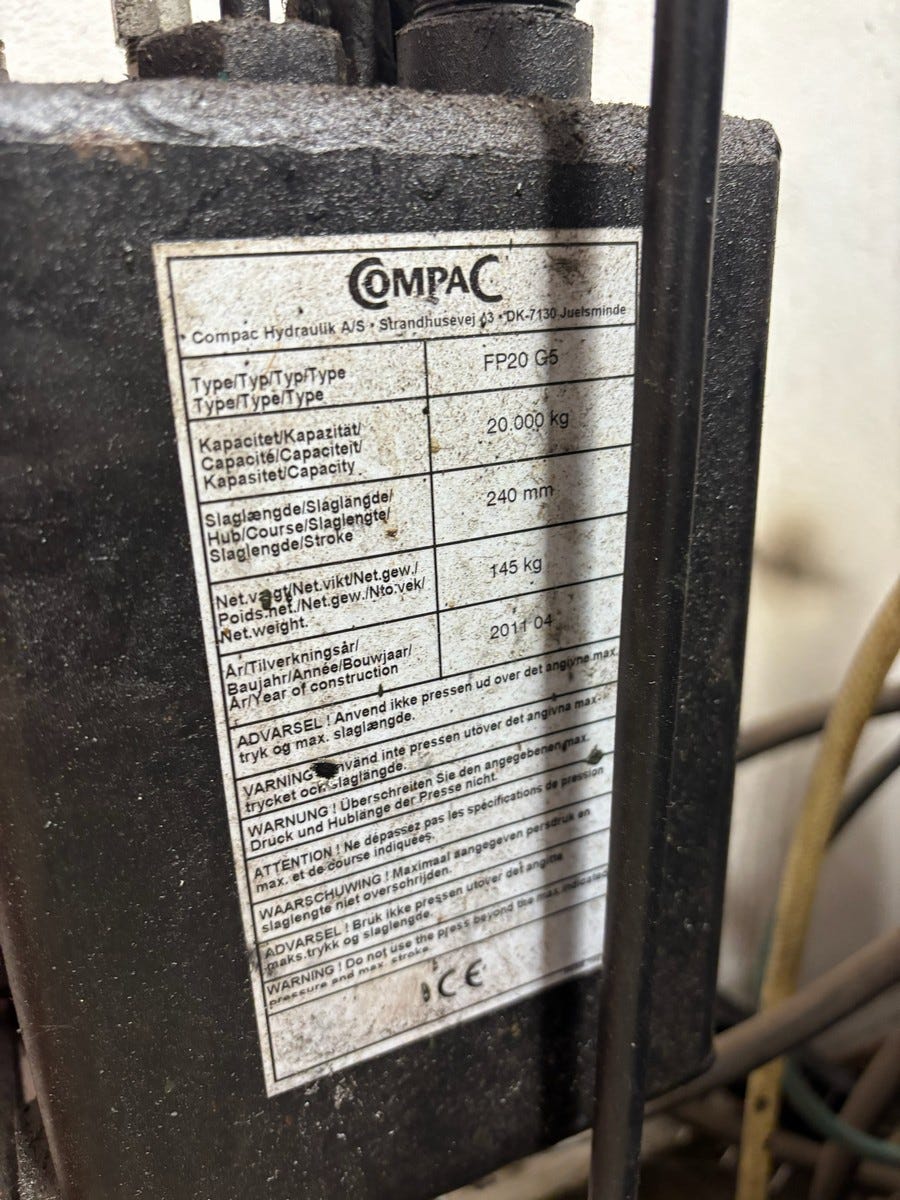 COMPAC
Compac Hydraulik A/S • Strandhusevej 43 • DK-7130 Juelsminde
Type/Typ/Typ/Type
Type/Type/Type
FP20 G5
Kapacitet/Kapazität/
Capacité/Capaciteit/
Kapasitet/Capacity
20.000 kg
Slaglængde/Slaglängde/
Hub/Course/Slaglengte/
Slaglengde/Stroke
240 mm
Net.vægt/Net.vikt/Net.gew./
Poids.net./Net.gew./Nto.vek/
Net.weight.
145 kg
År/Tilverkningsår/
Baujahr/Année/Bouwjaar/
År/Year of construction
2011 04
ADVARSEL ! Anvend ikke pressen ud over det angivne max.
tryk og max. slaglængde.
VARNING Använd inte pressen utöver det angivna max-
trycket och slaglängde.
WARNUNG ! Überschreiten Sie den angegebenen max.
Druck und Hublänge der Presse nicht.
ATTENTION ! Ne dépassez pas les spécifications de pression
max. et de course indiquées.
WAARSCHUWING ! Maximaal aangegeven persdruk en
slaglengte niet overschrijden.
ADVARSEL ! Bruk ikke pressen utover det angitte
maks.trykk og slaglengde.
WARNING ! Do not use the press beyond the max. indicated
pressure and max. stroke.
CE